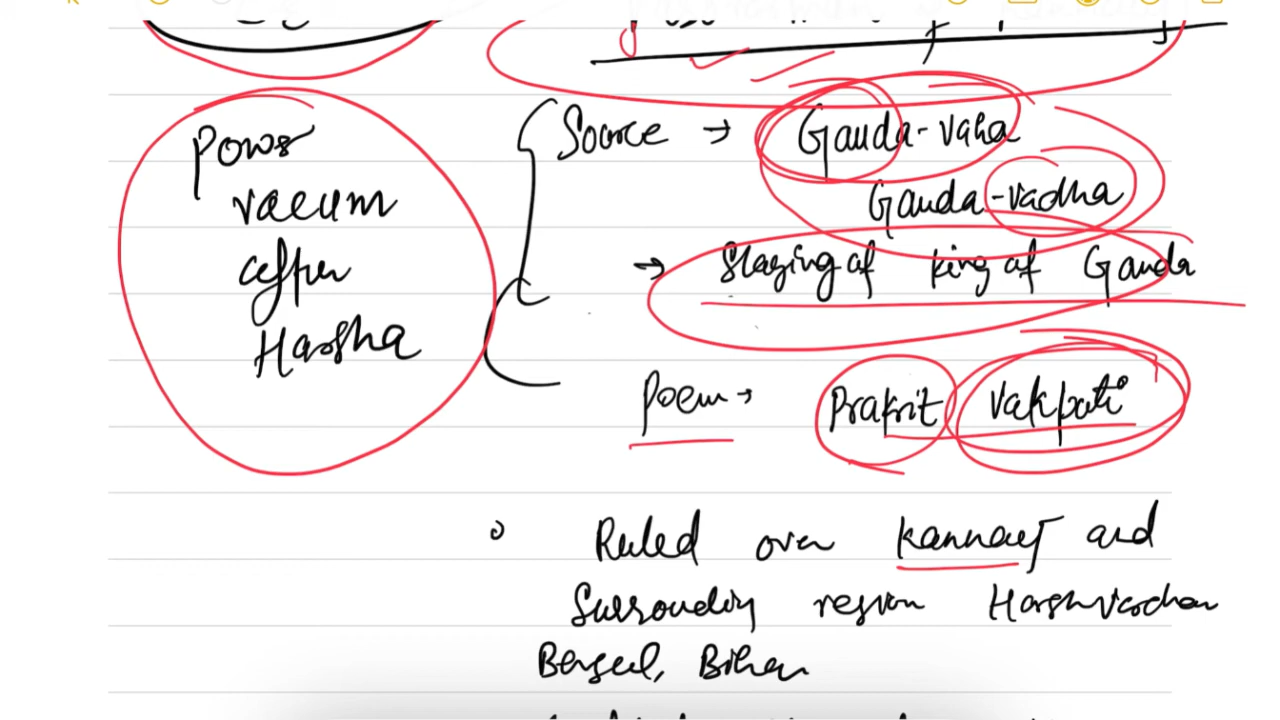 Power
vacuum
after
Harsha
Source → Gauda-vaha
Gauda-vadha
→ Slaying of king of Gauda
Poem → Prakrit Vakpati
Ruled over Kannauj and
Surrounding region Harshvardhan
Bengal, Bihar